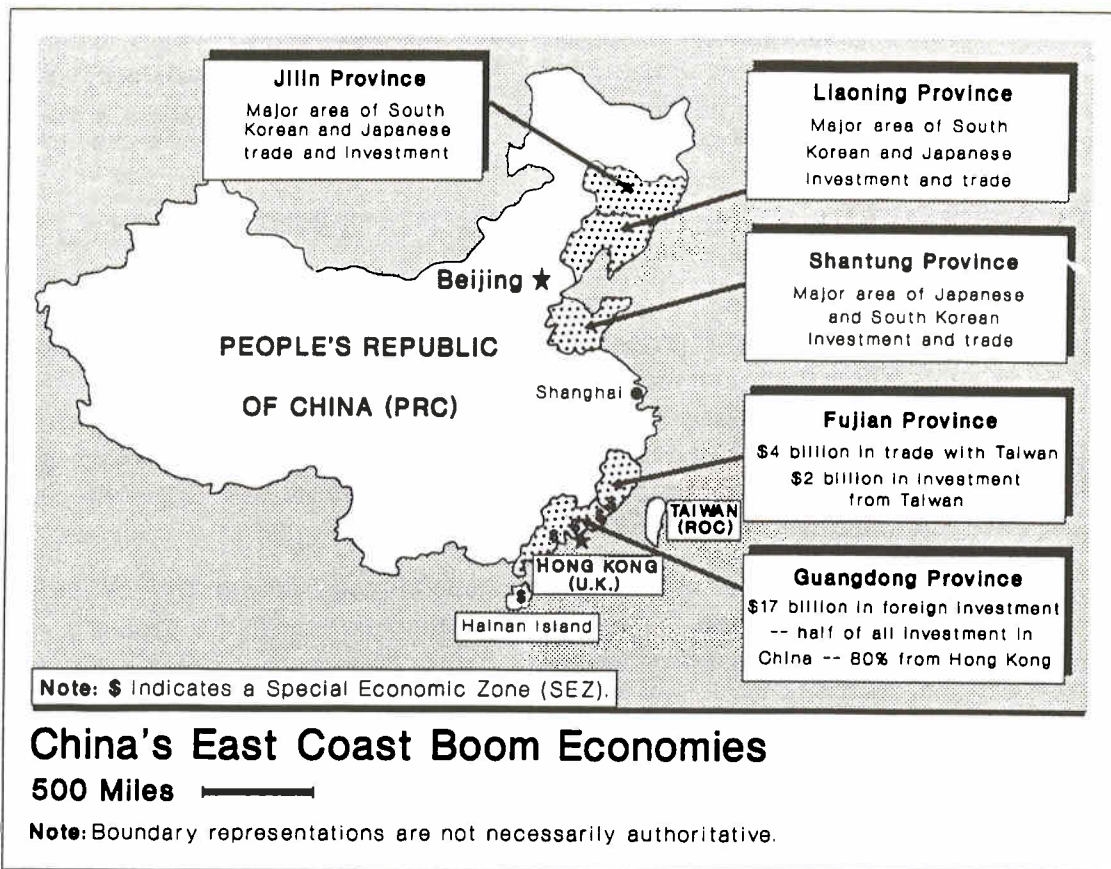 Jilin Province
Major area of South
Korean and Japanese
trade and Investment
Liaoning Province
Major area of South
Korean and Japanese
Investment and trade
Shantung Province
Major area of Japanese
and South Korean
Investment and trade
Fujian Province
$4 billion in trade with Taiwan
$2 billion in investment
from Taiwan
Guangdong Province
$17 billion in foreign investment
-- half of all investment in
China -- 80% from Hong Kong
Beijing
PEOPLE'S REPUBLIC
OF CHINA (PRC)
Shanghai
TAIWAN
(ROC)
$
$
$
$
HONG KONG
(U.K.)
$
Hainan Island
Note: $ Indicates a Special Economic Zone (SEZ).
China's East Coast Boom Economies
500 Miles
Note: Boundary representations are not necessarily authoritative.